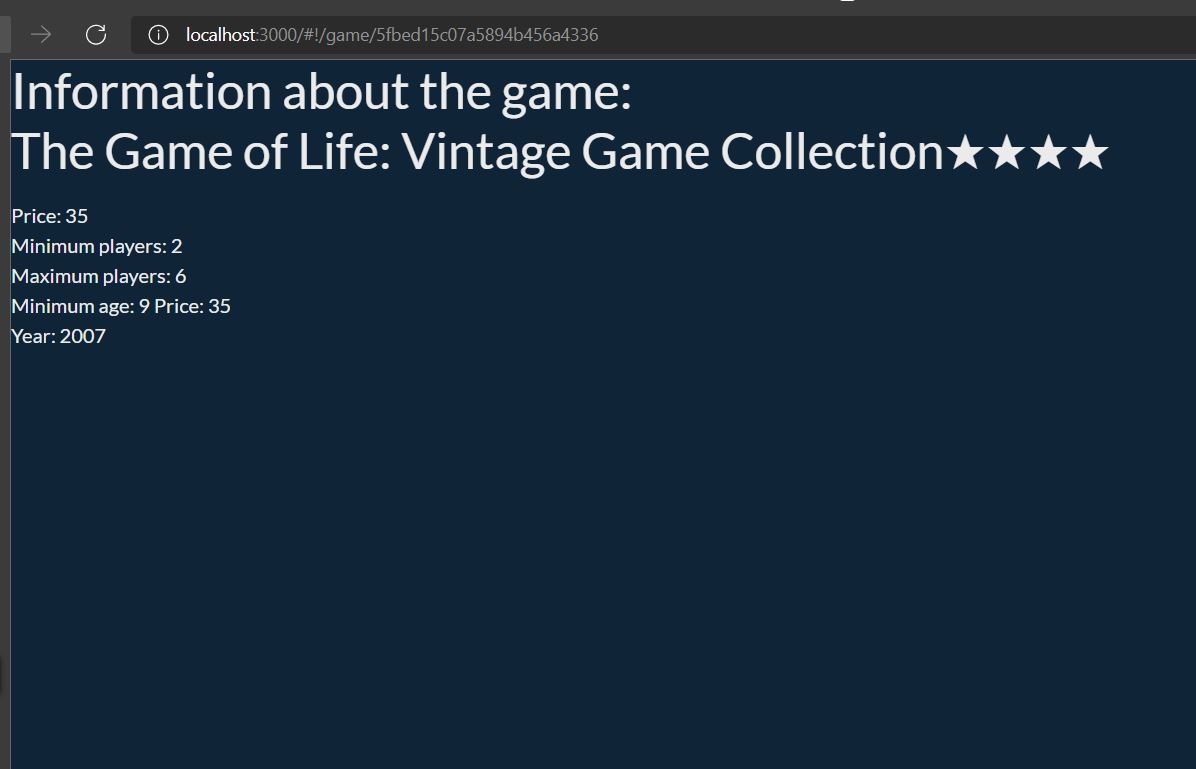 localhost:3000/#!/game/5fbed15c07a5894b456a4336
Information about the game:
The Game of Life: Vintage Game Collection★★★★
Price: 35
Minimum players: 2
Maximum players: 6
Minimum age: 9 Price: 35
Year: 2007